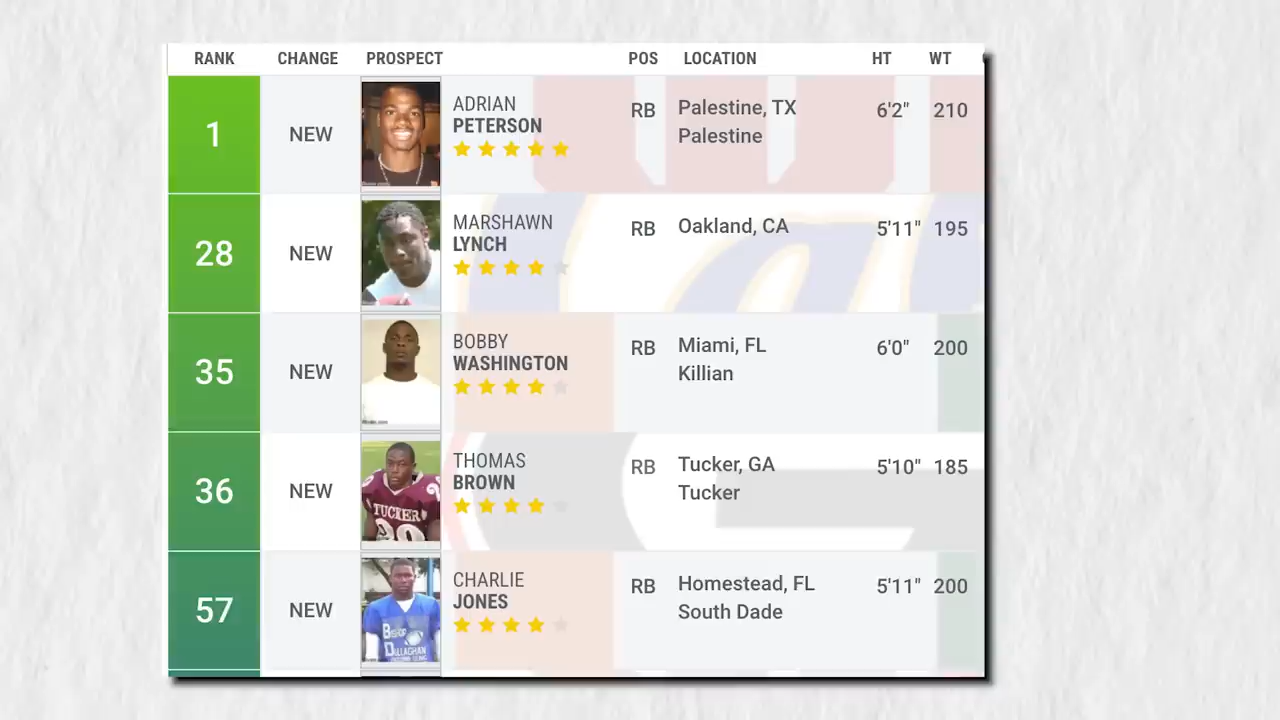 RANK CHANGE PROSPECT POS LOCATION HT WT
1 NEW ADRIAN PETERSON RB Palestine, TX Palestine 6'2" 210
28 NEW MARSHAWN LYNCH RB Oakland, CA 5'11" 195
35 NEW BOBBY WASHINGTON RB Miami, FL Killian 6'0" 200
36 NEW THOMAS BROWN RB Tucker, GA Tucker 5'10" 185
TUCKER
57 NEW CHARLIE JONES RB Homestead, FL South Dade 5'11" 200